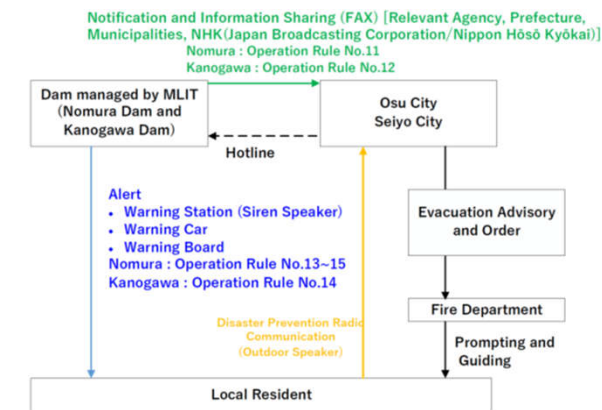 Notification and Information Sharing (FAX) [Relevant Agency, Prefecture,
Municipalities, NHK(Japan Broadcasting Corporation/Nippon Hōsō Kyōkai)]
Nomura : Operation Rule No.11
Kanogawa : Operation Rule No.12
Dam managed by MLIT
(Nomura Dam and
Kanogawa Dam)
Osu City
Seiyo City
Hotline
Alert
• Warning Station (Siren Speaker)
• Warning Car
• Warning Board
Nomura : Operation Rule No.13~15
Kanogawa : Operation Rule No.14
Evacuation Advisory
and Order
Disaster Prevention Radio
Communication
(Outdoor Speaker)
Fire Department
Prompting and
Guiding
Local Resident